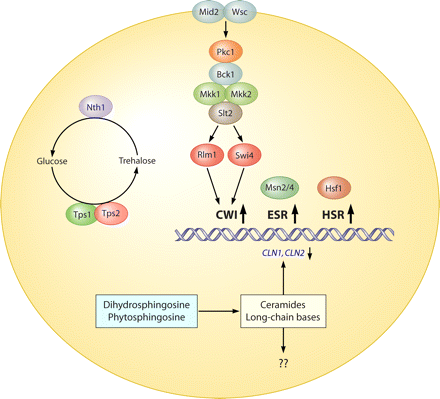 Mid2 Wsc
Pkc1
Bck1
Mkk1 Mkk2
Slt2
Nth1
Glucose Trehalose
Tps1 Tps2
Rlm1 Swi4
Msn2/4 Hsf1
CWI ESR HSR
CLN1, CLN2
Dihydrosphingosine
Phytosphingosine
Ceramides
Long-chain bases
??